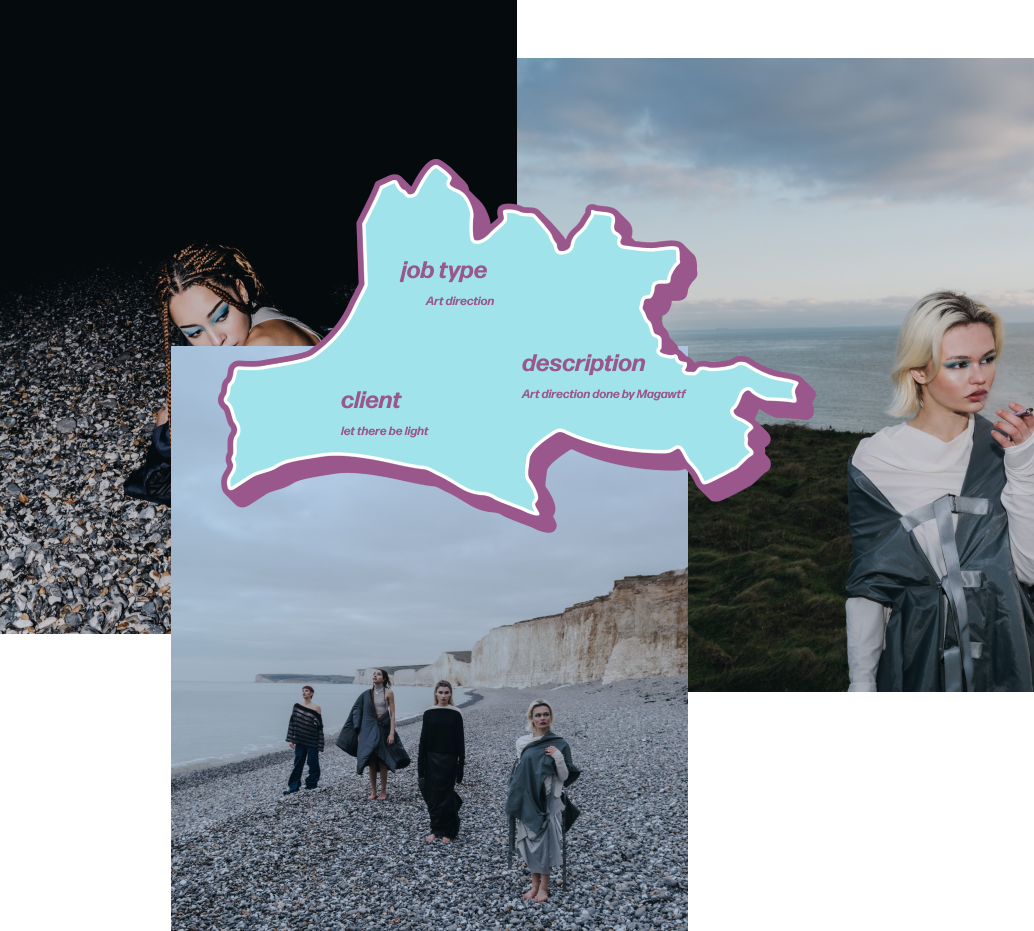 job type
Art direction
description
Art direction done by Magawtf
client
let there be light